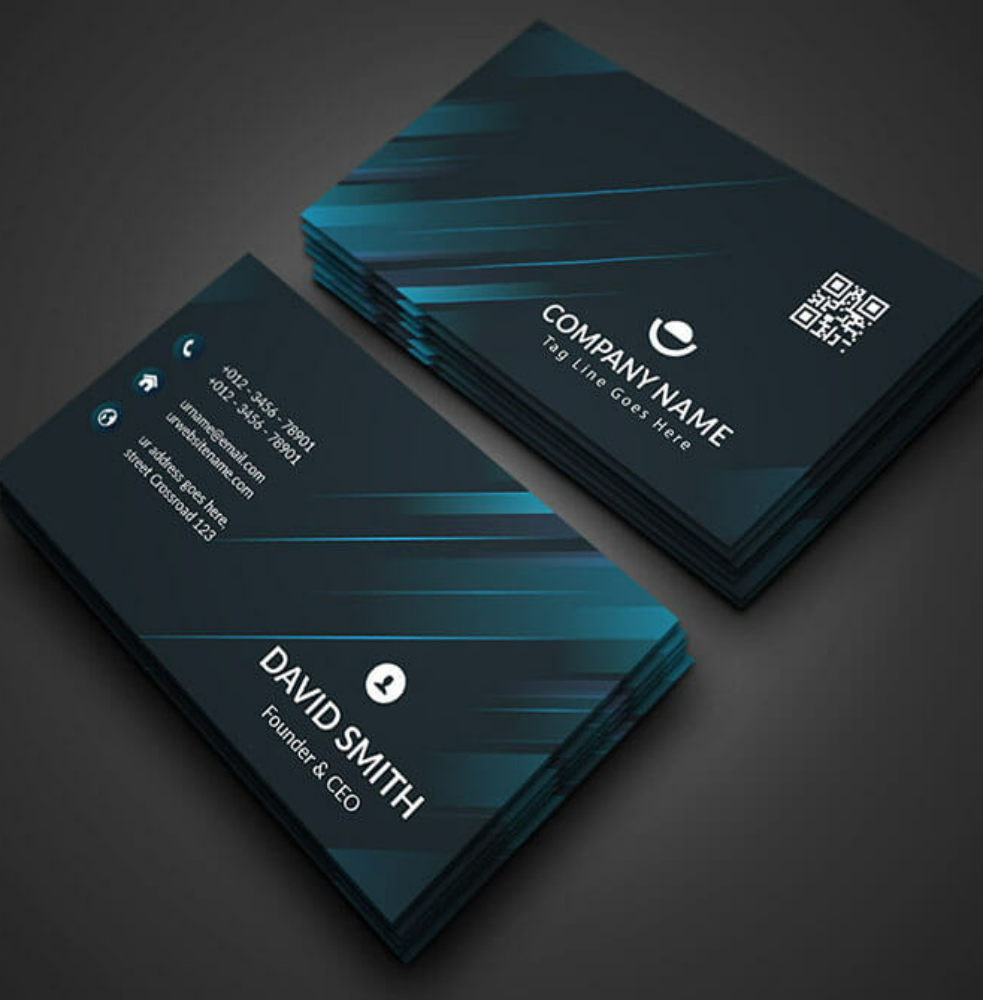 COMPANY NAME
Tag Line Goes Here
+012 - 3456 - 78901
+012 - 3456 - 78901
urname@email.com
urwebsitename.com
ur address goes here,
street Crossroad 123
DAVID SMITH
Founder & CEO